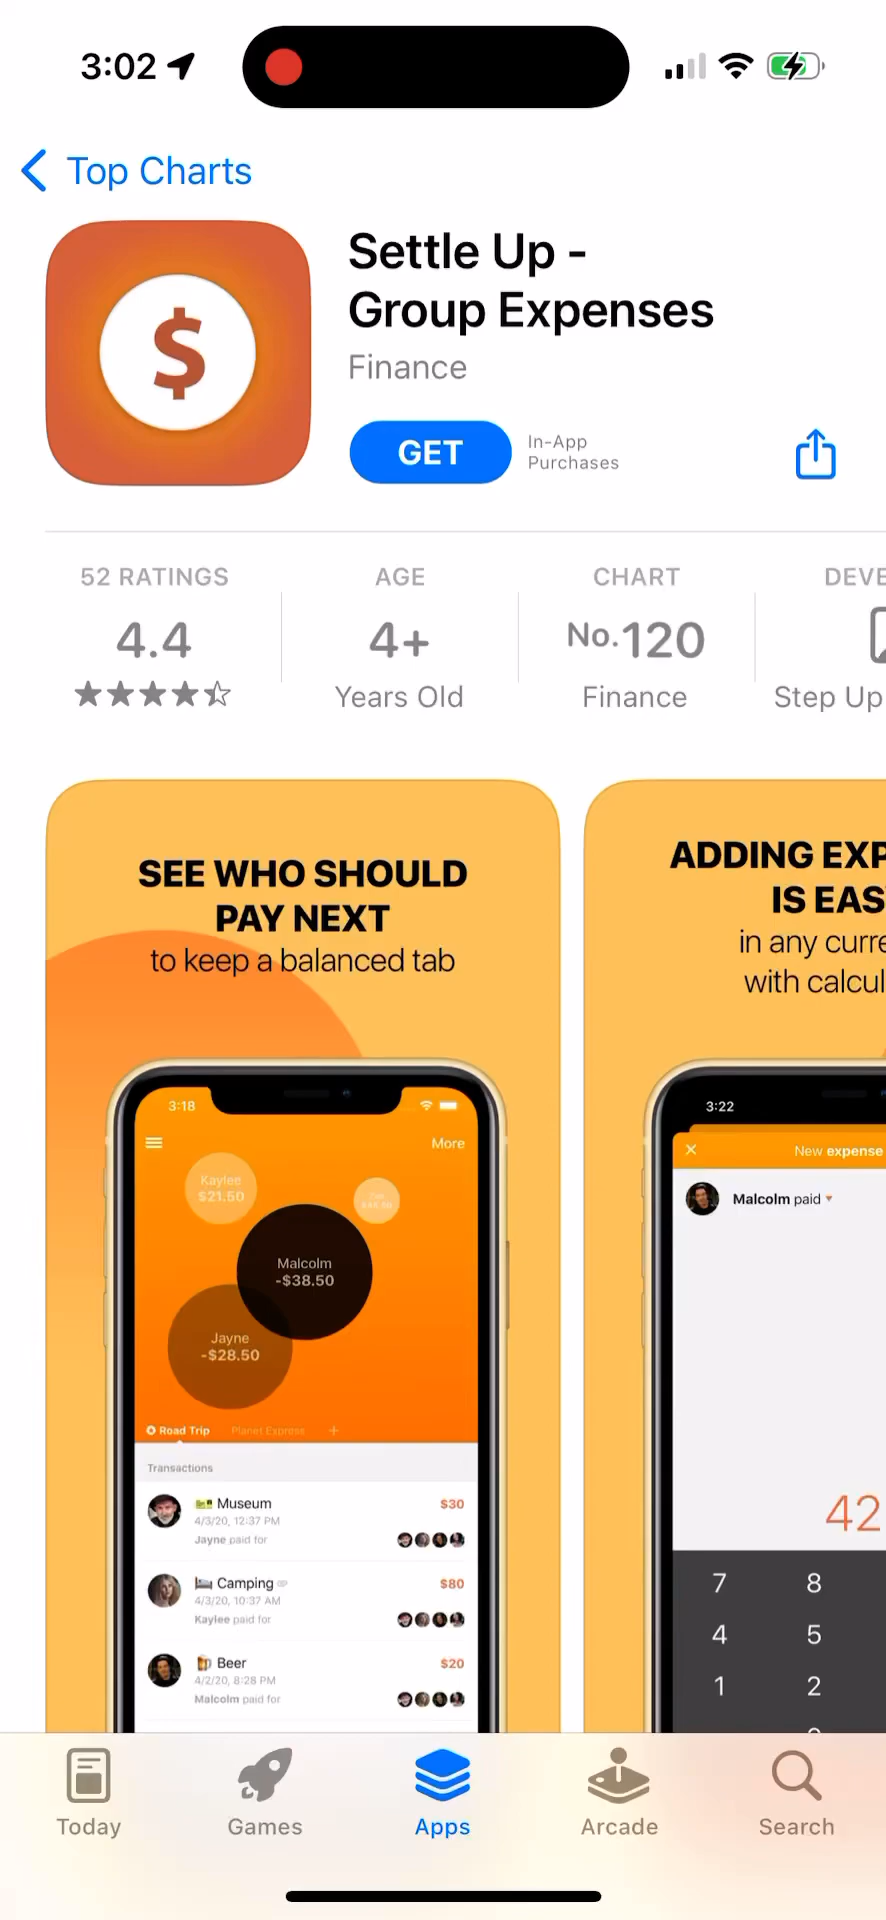 3:02
Top Charts
$
Settle Up -
Group Expenses
Finance
GET
In-App
Purchases
52 RATINGS
4.4
AGE
4+
Years Old
CHART
No.120
Finance
DEVE
Step Up
SEE WHO SHOULD
PAY NEXT
to keep a balanced tab
3:18
More
Kaylee
$21.50
Malcolm
-$38.50
Jayne
-$28.50
Road Trip
Planet Express
+
Transactions
Museum
$30
4/3/20, 12:37 PM
Jayne paid for
Camping
$80
4/3/20, 10:37 AM
Kaylee paid for
Beer
$20
4/2/20, 8:28 PM
Malcolm paid for
ADDING EXP
IS EAS
in any curre
with calcul
3:22
New expense
Malcolm paid
42
7 8
4 5
1 2
Today
Games
Apps
Arcade
Search